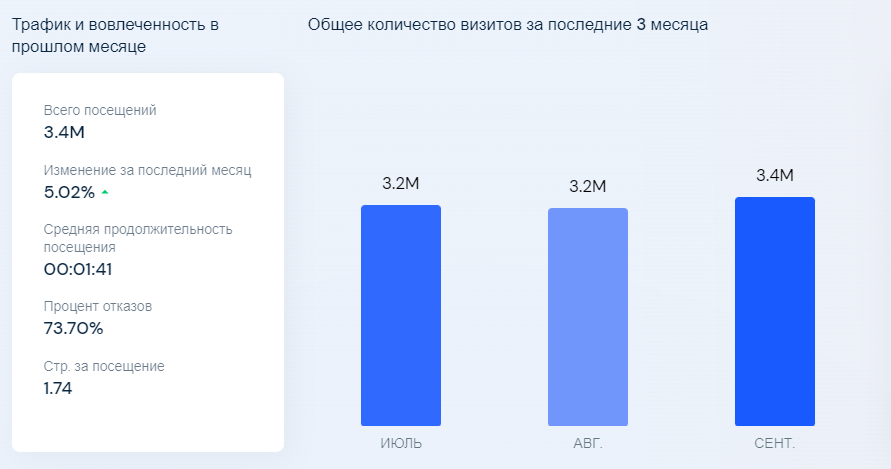 Трафик и вовлеченность в
прошлом месяце
Всего посещений
3.4M
Изменение за последний месяц
5.02%
Средняя продолжительность
посещения
00:01:41
Процент отказов
73.70%
Стр. за посещение
1.74
Общее количество визитов за последние 3 месяца
3.2M
3.2M
3.4M
ИЮЛЬ
АВГ.
СЕНТ.